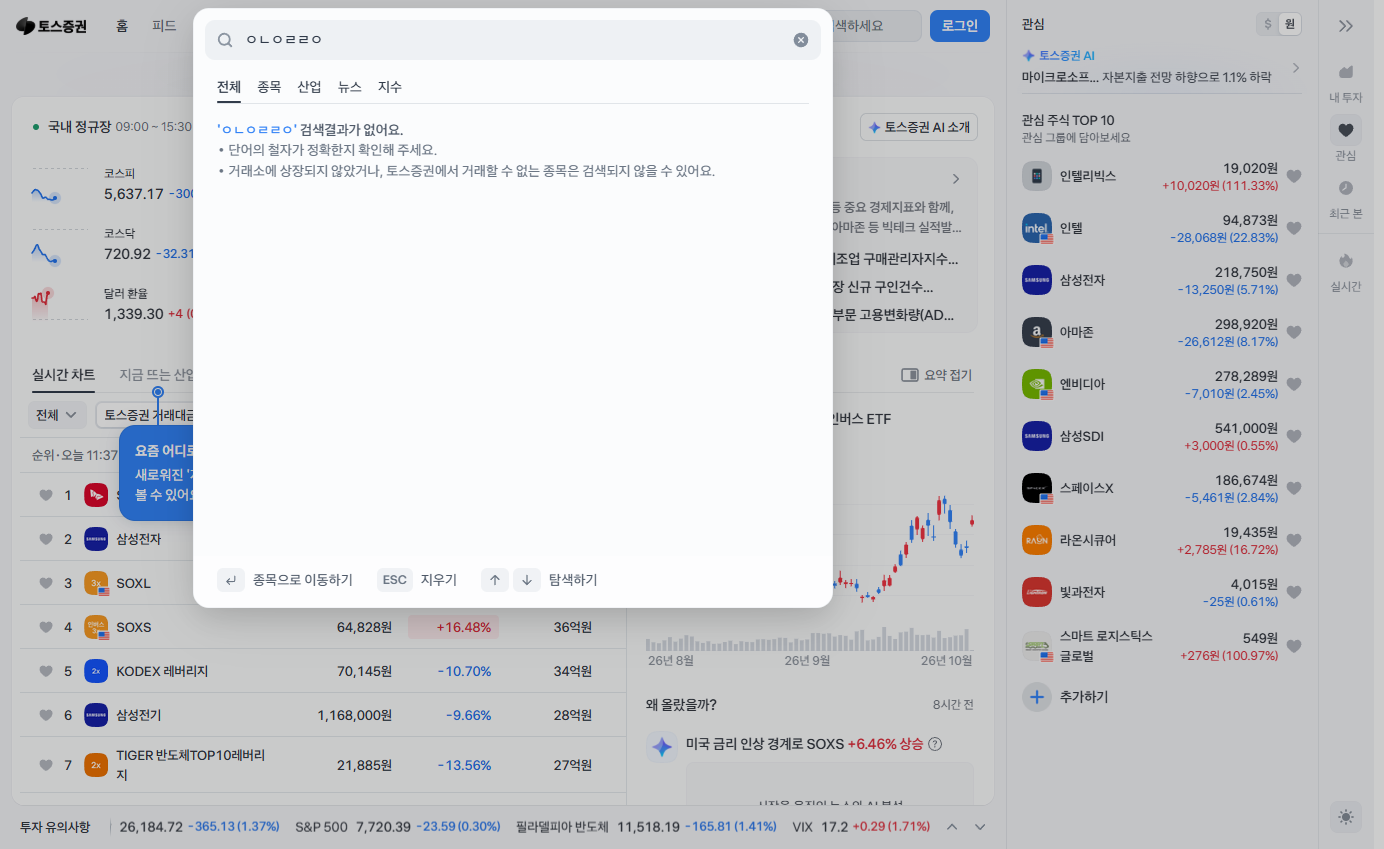 토스증권
홈
피드
색하세요
로그인
ㅇㄴㅇㄹㄹㅇ
전체
종목
산업
뉴스
지수
'ㅇㄴㅇㄹㄹㅇ' 검색결과가 없어요.
• 단어의 철자가 정확한지 확인해 주세요.
• 거래소에 상장되지 않았거나, 토스증권에서 거래할 수 없는 종목은 검색되지 않을 수 있어요.
종목으로 이동하기
ESC 지우기
탐색하기
국내 정규장 09:00 ~ 15:30
토스증권 AI 소개
코스피
5,637.17 -300
코스닥
720.92 -32.31
달러 환율
1,339.30 +4 (0
등 중요 경제지표와 함께,
아마존 등 빅테크 실적발...
조업 구매관리자지수...
장 신규 구인건수...
부문 고용변화량(AD...
실시간 차트
지금 뜨는 산업
요약 접기
전체
토스증권 거래대금
순위·오늘 11:37
요즘 어디로
새로워진
볼 수 있어요
1
2
삼성전자
3
3x
SOXL
4
인버스
3x
SOXS
64,828원
+16.48%
36억원
5
2x
KODEX 레버리지
70,145원
-10.70%
34억원
6
삼성전기
1,168,000원
-9.66%
28억원
7
2x
TIGER 반도체TOP10레버리
지
21,885원
-13.56%
27억원
인버스 ETF
26년 8월
26년 9월
26년 10월
왜 올랐을까?
8시간 전
미국 금리 인상 경계로 SOXS +6.46% 상승
시장을 움직인 뉴스와 AI 분석
투자 유의사항
26,184.72 -365.13 (1.37%)
S&P 500 7,720.39 -23.59 (0.30%)
필라델피아 반도체 11,518.19 -165.81 (1.41%)
VIX 17.2 +0.29 (1.71%)
관심
$
원
토스증권 AI
마이크로소프... 자본지출 전망 하향으로 1.1% 하락
관심 주식 TOP 10
관심 그룹에 담아보세요
인텔리빅스
19,020원
+10,020원 (111.33%)
intel
인텔
94,873원
-28,068원 (22.83%)
SAMSUNG
삼성전자
218,750원
-13,250원 (5.71%)
a
아마존
298,920원
-26,612원 (8.17%)
엔비디아
278,289원
-7,010원 (2.45%)
SAMSUNG
삼성SDI
541,000원
+3,000원 (0.55%)
스페이스X
186,674원
-5,461원 (2.84%)
RAON
라온시큐어
19,435원
+2,785원 (16.72%)
빛과전자
4,015원
-25원 (0.61%)
스마트 로지스틱스
글로벌
549원
+276원 (100.97%)
추가하기
내 투자
관심
최근 본
실시간